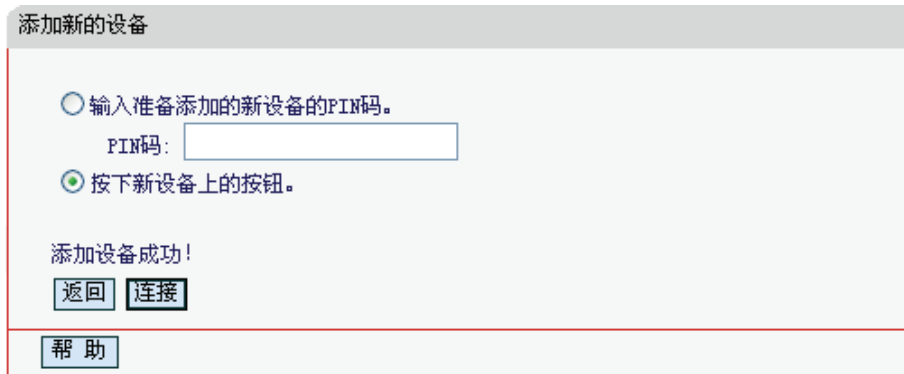 添加新的设备
输入准备添加的新设备的PIN码。
PIN码:
按下新设备上的按钮。
添加设备成功!
返回 连接
帮 助